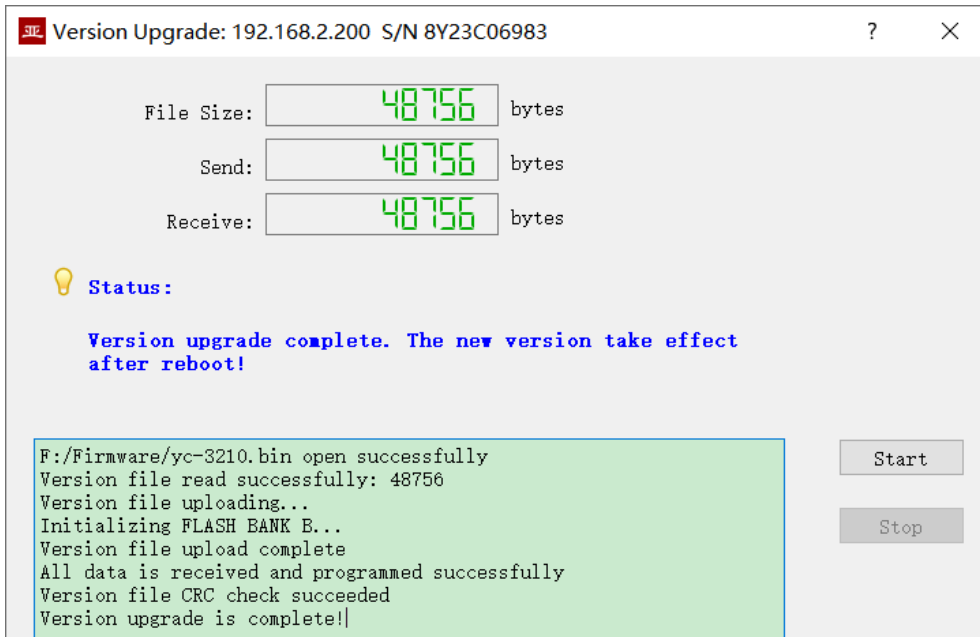 Version Upgrade: 192.168.2.200 S/N 8Y23C06983 ?
File Size: 48756 bytes
Send: 48756 bytes
Receive: 48756 bytes
Status:
Version upgrade complete. The new version take effect
after reboot!
F:/Firmware/yc-3210.bin open successfully
Version file read successfully: 48756
Version file uploading...
Initializing FLASH BANK B...
Version file upload complete
All data is received and programmed successfully
Version file CRC check succeeded
Version upgrade is complete!
Start
Stop